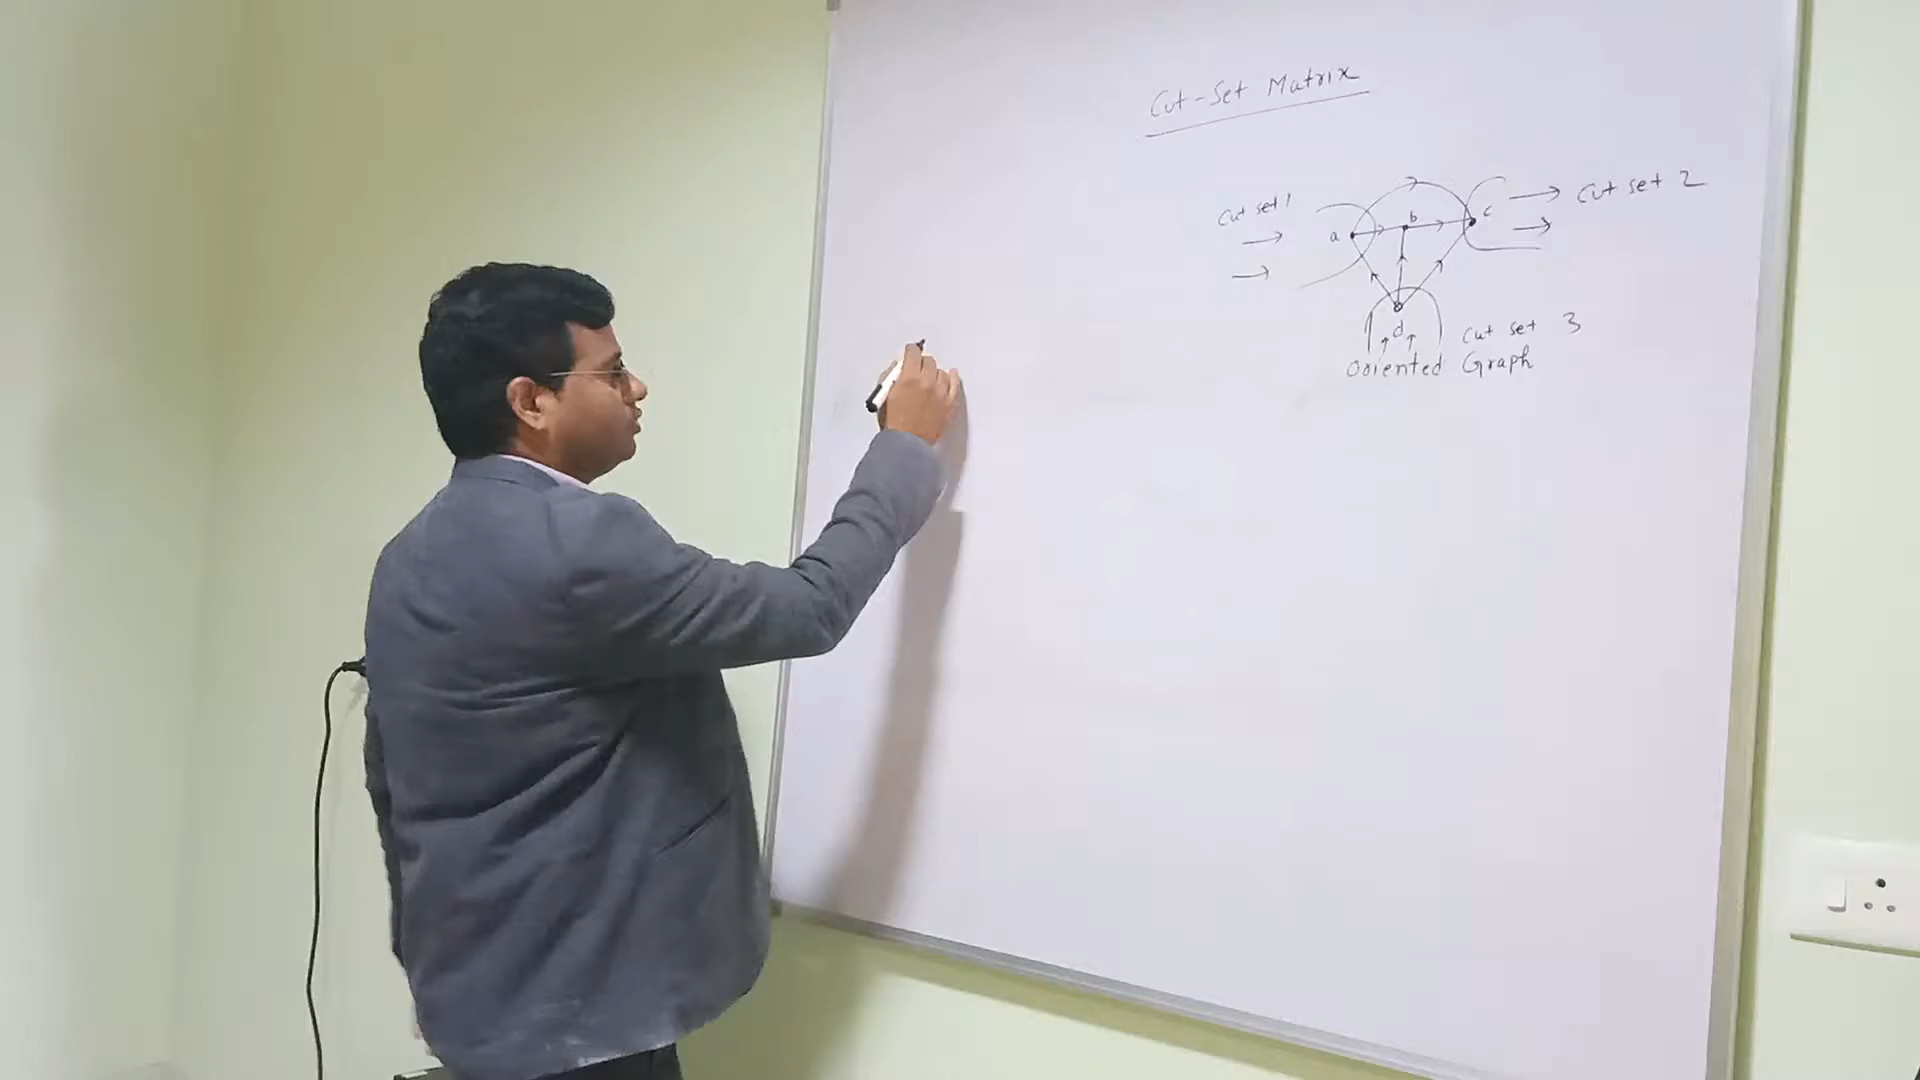 Cut-Set Matrix
Cut set 1
Cut set 2
a
b
c
d
Cut set 3
Oriented Graph